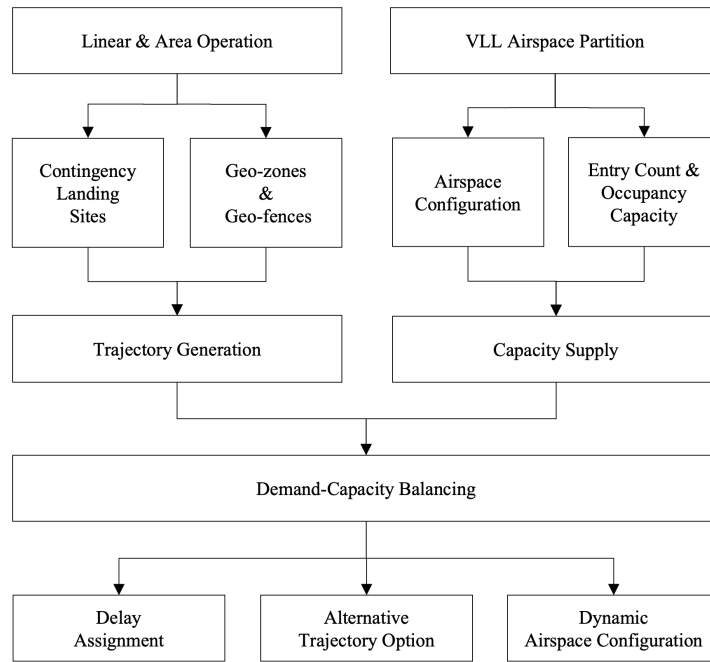 Linear & Area Operation
VLL Airspace Partition
Contingency
Landing
Sites
Geo-zones
&
Geo-fences
Airspace
Configuration
Entry Count &
Occupancy
Capacity
Trajectory Generation
Capacity Supply
Demand-Capacity Balancing
Delay
Assignment
Alternative
Trajectory Option
Dynamic
Airspace Configuration